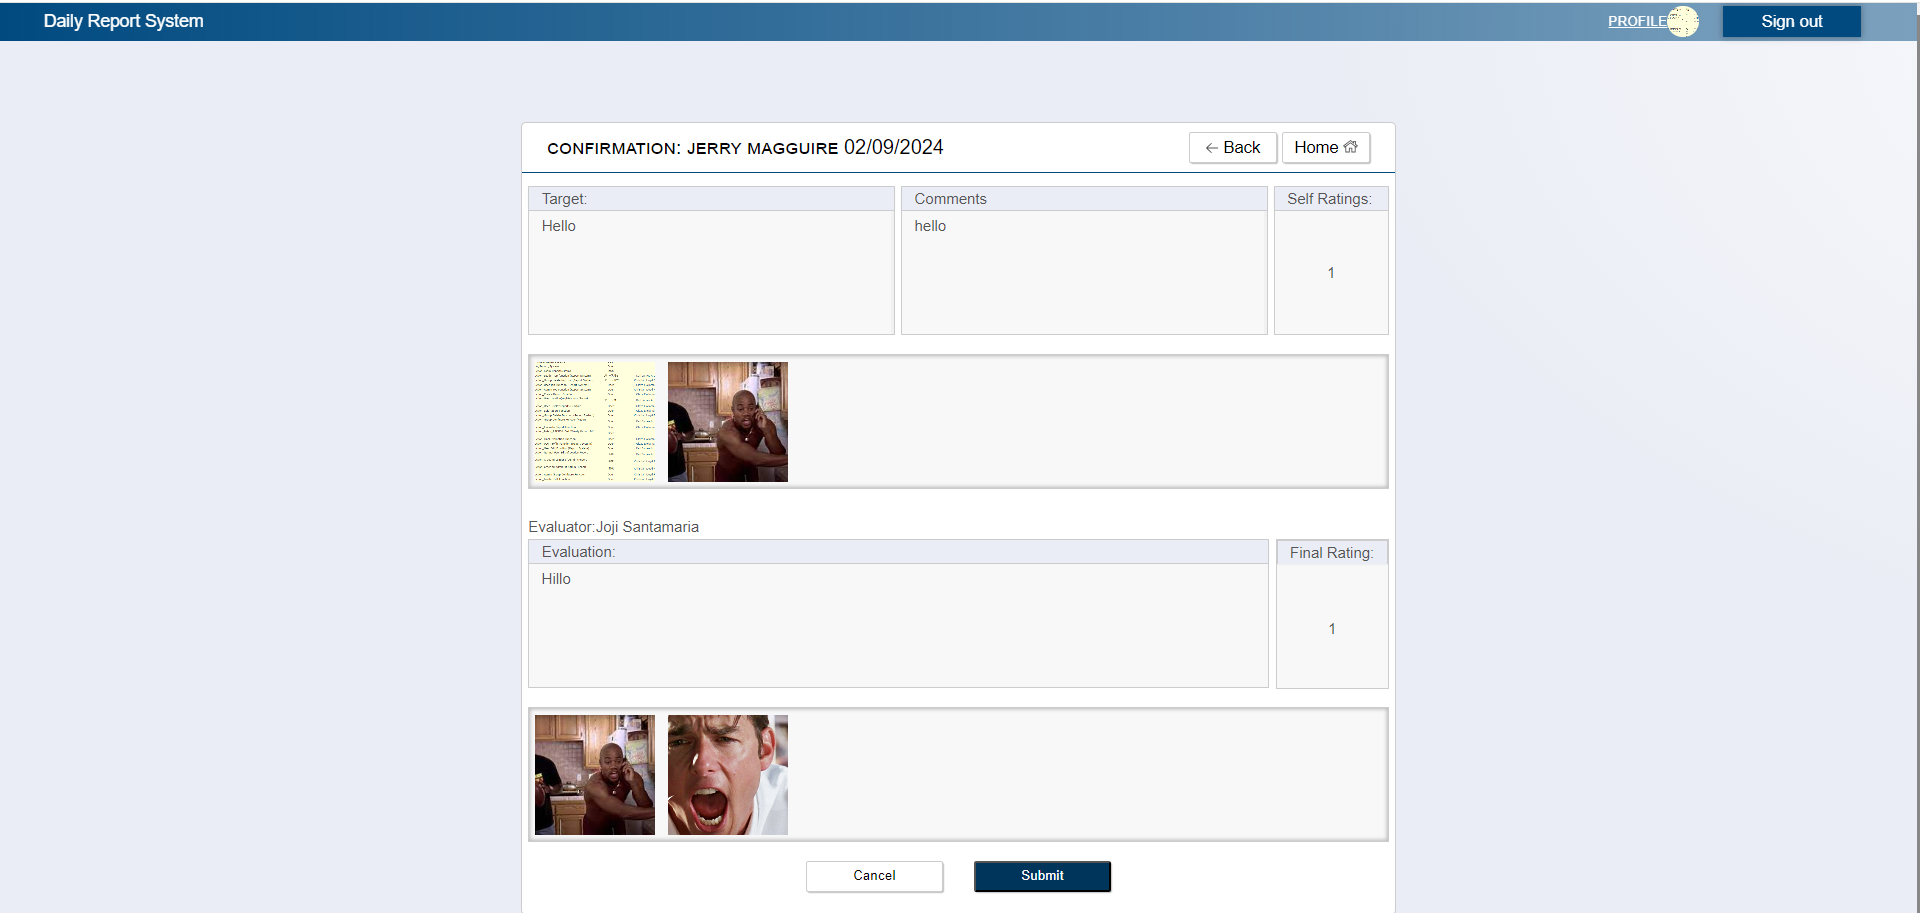 Daily Report System
PROFILE
Sign out
CONFIRMATION: JERRY MAGGUIRE 02/09/2024
← Back
Home
Target:
Comments
Self Ratings:
Hello
hello
1
Evaluator:Joji Santamaria
Evaluation:
Final Rating:
Hillo
1
Cancel
Submit